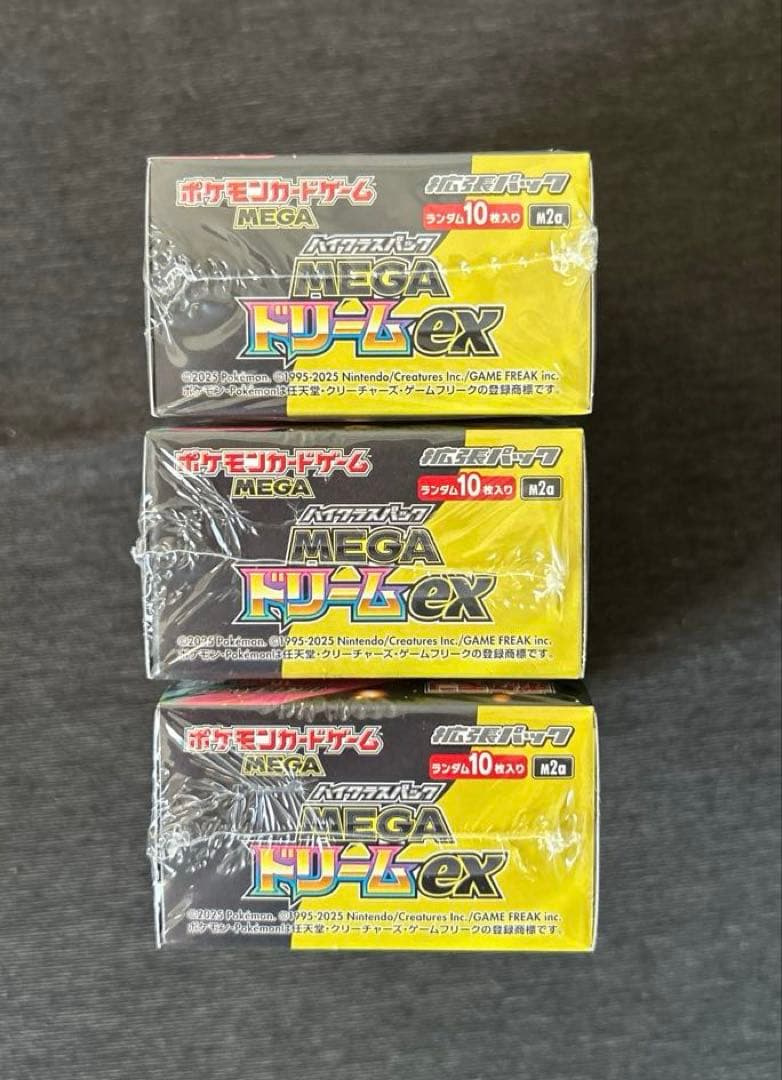 ポケモンカードゲーム
MEGA
拡張パック
ランダム10枚入り M2a
ハイクラスパック
MEGA
ドリームex
©2025 Pokémon. ©1995-2025 Nintendo/Creatures Inc./GAME FREAK inc.
ポケモン・Pokémonは任天堂・クリーチャーズ・ゲームフリークの登録商標です。
ポケモンカードゲーム
MEGA
拡張パック
ランダム10枚入り M2a
ハイクラスパック
MEGA
ドリームex
©2025 Pokémon. ©1995-2025 Nintendo/Creatures Inc./GAME FREAK inc.
ポケモン・Pokémonは任天堂・クリーチャーズ・ゲームフリークの登録商標です。
ポケモンカードゲーム
MEGA
拡張パック
ランダム10枚入り M2a
ハイクラスパック
MEGA
ドリームex
©2025 Pokémon. ©1995-2025 Nintendo/Creatures Inc./GAME FREAK inc.
ポケモン・Pokémonは任天堂・クリーチャーズ・ゲームフリークの登録商標です。